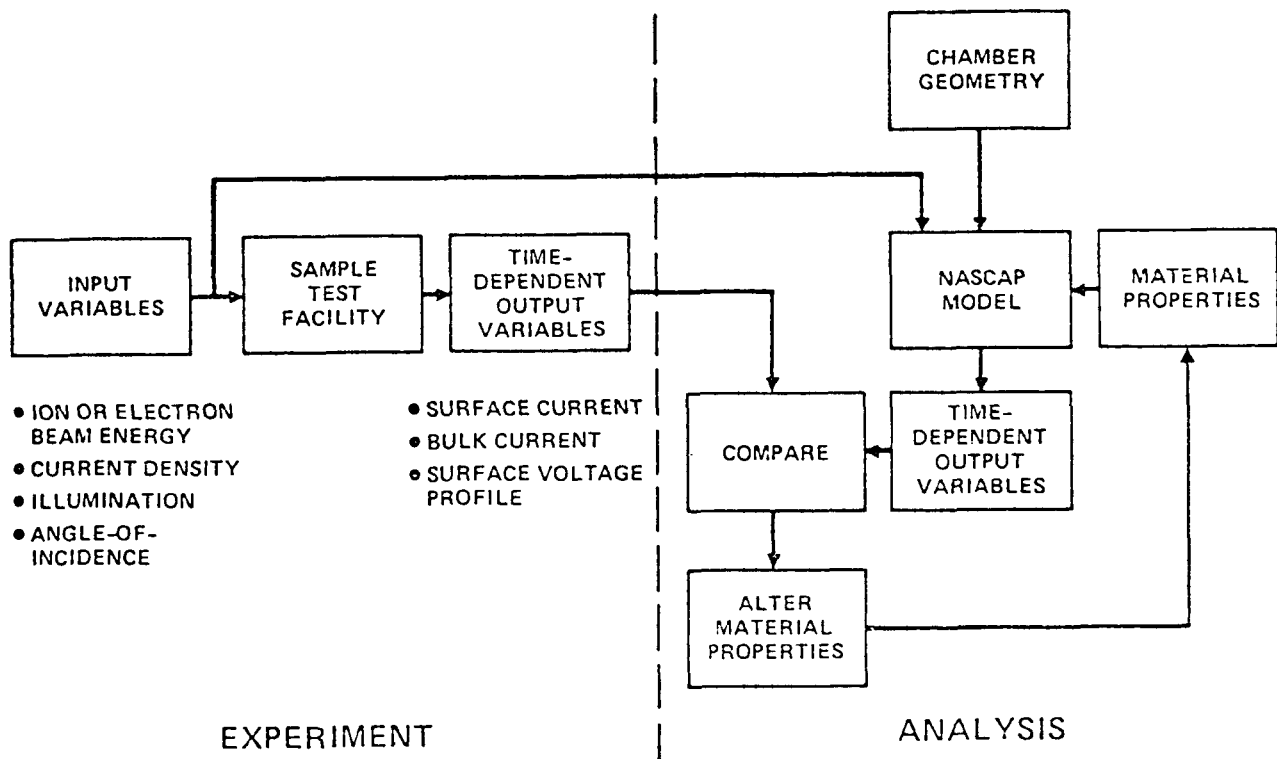 CHAMBER
GEOMETRY
INPUT
VARIABLES
SAMPLE
TEST
FACILITY
TIME-
DEPENDENT
OUTPUT
VARIABLES
NASCAP
MODEL
MATERIAL
PROPERTIES
• ION OR ELECTRON
BEAM ENERGY
• CURRENT DENSITY
• ILLUMINATION
• ANGLE-OF-
INCIDENCE
• SURFACE CURRENT
• BULK CURRENT
• SURFACE VOLTAGE
PROFILE
COMPARE
TIME-
DEPENDENT
OUTPUT
VARIABLES
ALTER
MATERIAL
PROPERTIES
EXPERIMENT
ANALYSIS